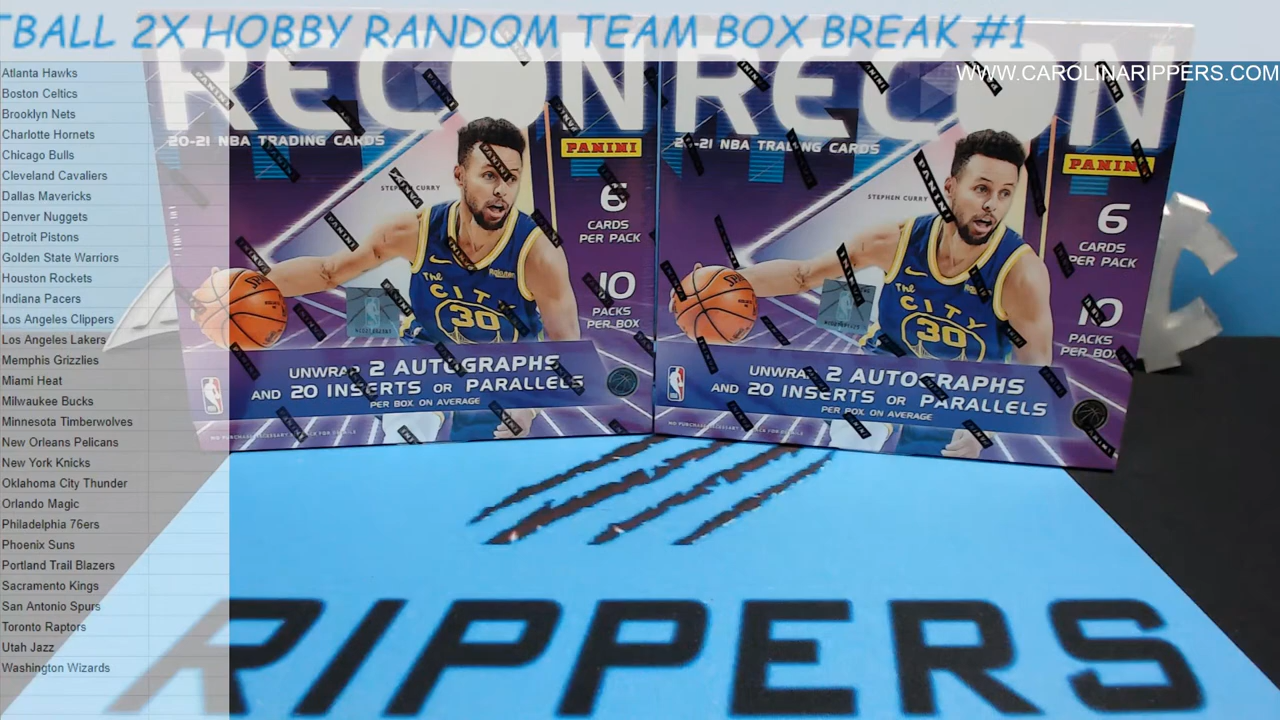 TBALL 2X HOBBY RANDOM TEAM BOX BREAK #1
WWW.CAROLINARIPPERS.COM
Atlanta Hawks
Boston Celtics
Brooklyn Nets
Charlotte Hornets
Chicago Bulls
Cleveland Cavaliers
Dallas Mavericks
Denver Nuggets
Detroit Pistons
Golden State Warriors
Houston Rockets
Indiana Pacers
Los Angeles Clippers
Los Angeles Lakers
Memphis Grizzlies
Miami Heat
Milwaukee Bucks
Minnesota Timberwolves
New Orleans Pelicans
New York Knicks
Oklahoma City Thunder
Orlando Magic
Philadelphia 76ers
Phoenix Suns
Portland Trail Blazers
Sacramento Kings
San Antonio Spurs
Toronto Raptors
Utah Jazz
Washington Wizards
RECON
20-21 NBA TRADING CARDS
PANINI
STEPHEN CURRY
6
CARDS
PER PACK
10
PACKS
PER BOX
The
CITY
30
UNWRAP 2 AUTOGRAPHS
AND 20 INSERTS OR PARALLELS
PER BOX ON AVERAGE
RECON
20-21 NBA TRADING CARDS
PANINI
STEPHEN CURRY
6
CARDS
PER PACK
10
PACKS
PER BOX
The
CITY
30
UNWRAP 2 AUTOGRAPHS
AND 20 INSERTS OR PARALLELS
PER BOX ON AVERAGE
RIPPERS